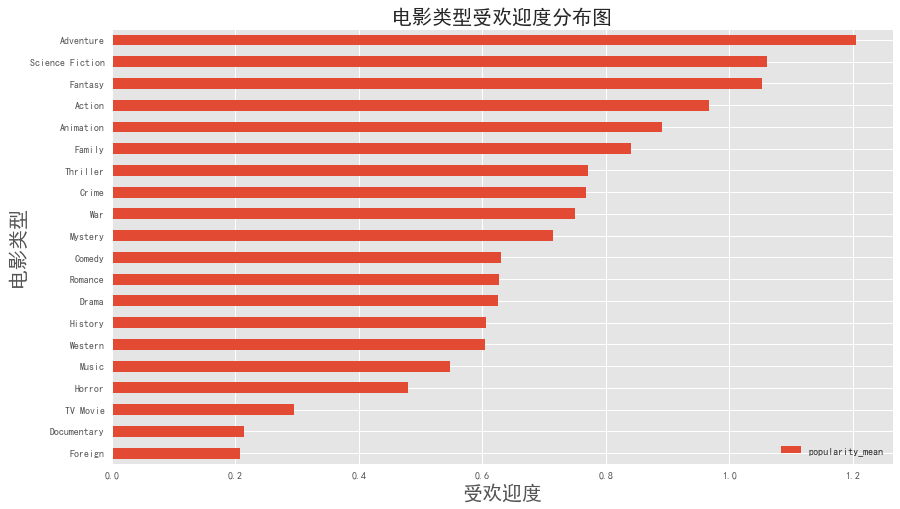 电影类型受欢迎度分布图
电影类型
Adventure
Science Fiction
Fantasy
Action
Animation
Family
Thriller
Crime
War
Mystery
Comedy
Romance
Drama
History
Western
Music
Horror
TV Movie
Documentary
Foreign
popularity_mean
0.0 0.2 0.4 0.6 0.8 1.0 1.2
受欢迎度